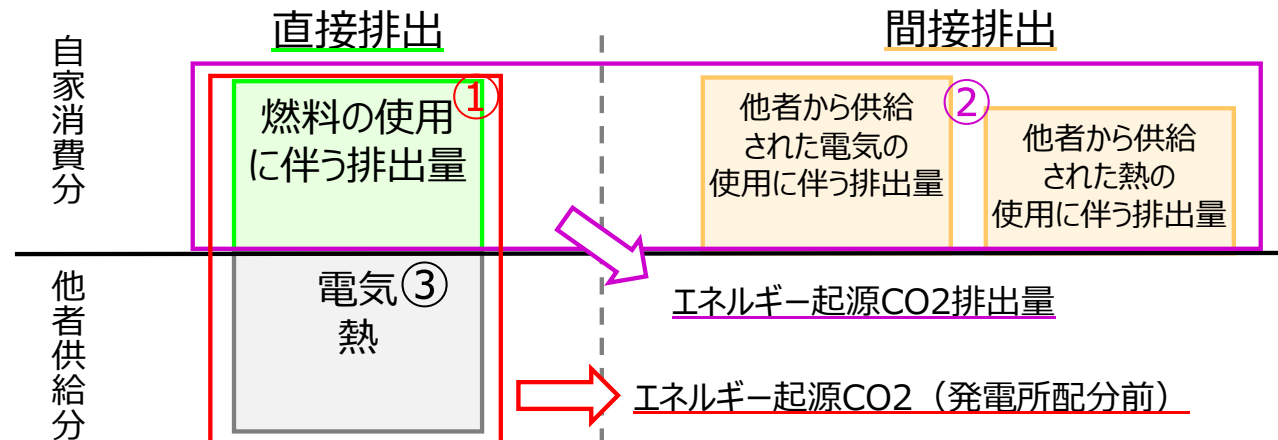 直接排出
間接排出
自家消費分
①
燃料の使用
に伴う排出量
②
他者から供給
された電気の
使用に伴う排出量
他者から供給
された熱の
使用に伴う排出量
他者供給分
電気③
熱
エネルギー起源CO2排出量
エネルギー起源CO2（発電所配分前）